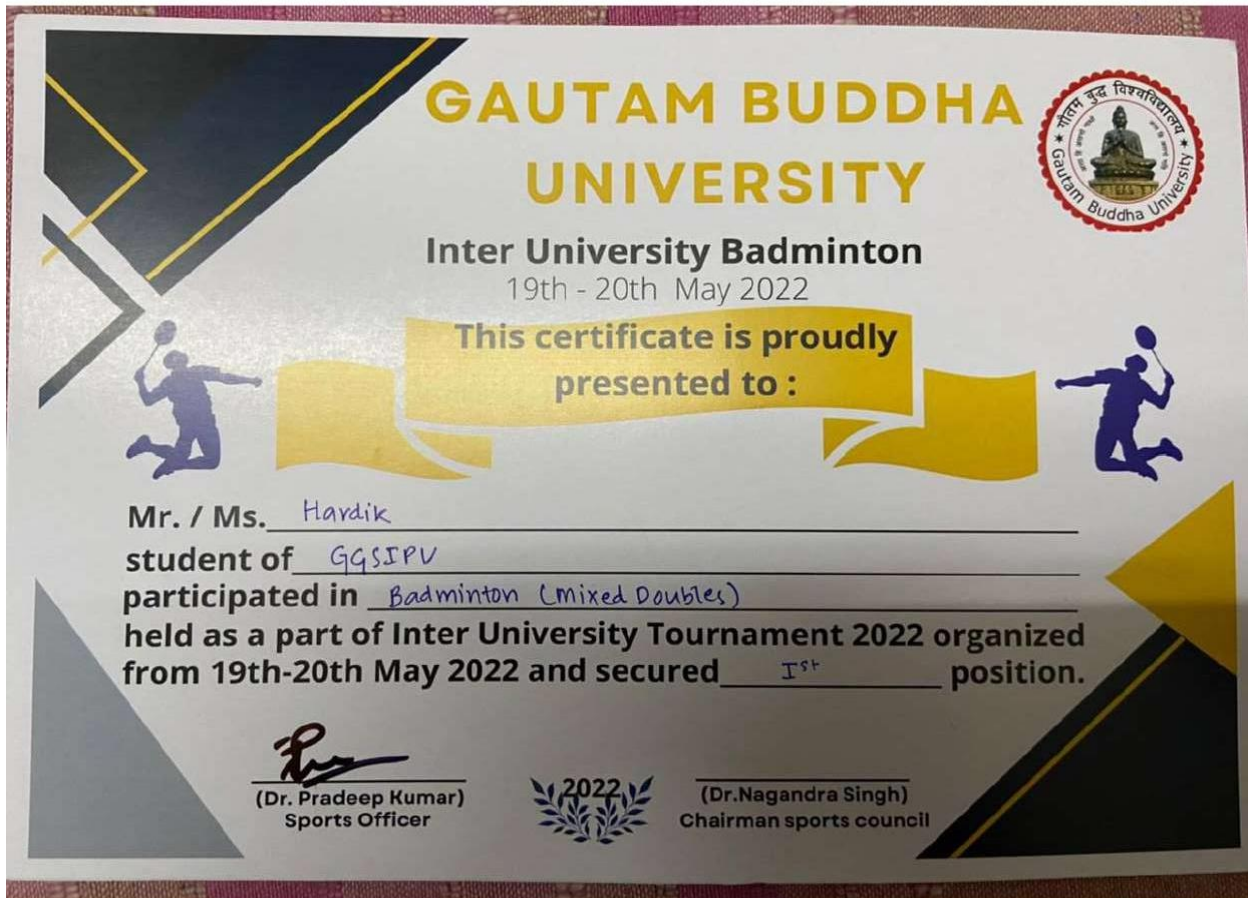 GAUTAM BUDDHA
UNIVERSITY
गौतम बुद्ध विश्वविद्यालय
Gautam Buddha University
Inter University Badminton
19th - 20th May 2022
This certificate is proudly
presented to :
Mr. / Ms. Hardik
student of GGSIPU
participated in Badminton (Mixed Doubles)
held as a part of Inter University Tournament 2022 organized
from 19th-20th May 2022 and secured Ist position.
(Dr. Pradeep Kumar)
Sports Officer
2022
(Dr.Nagandra Singh)
Chairman sports council